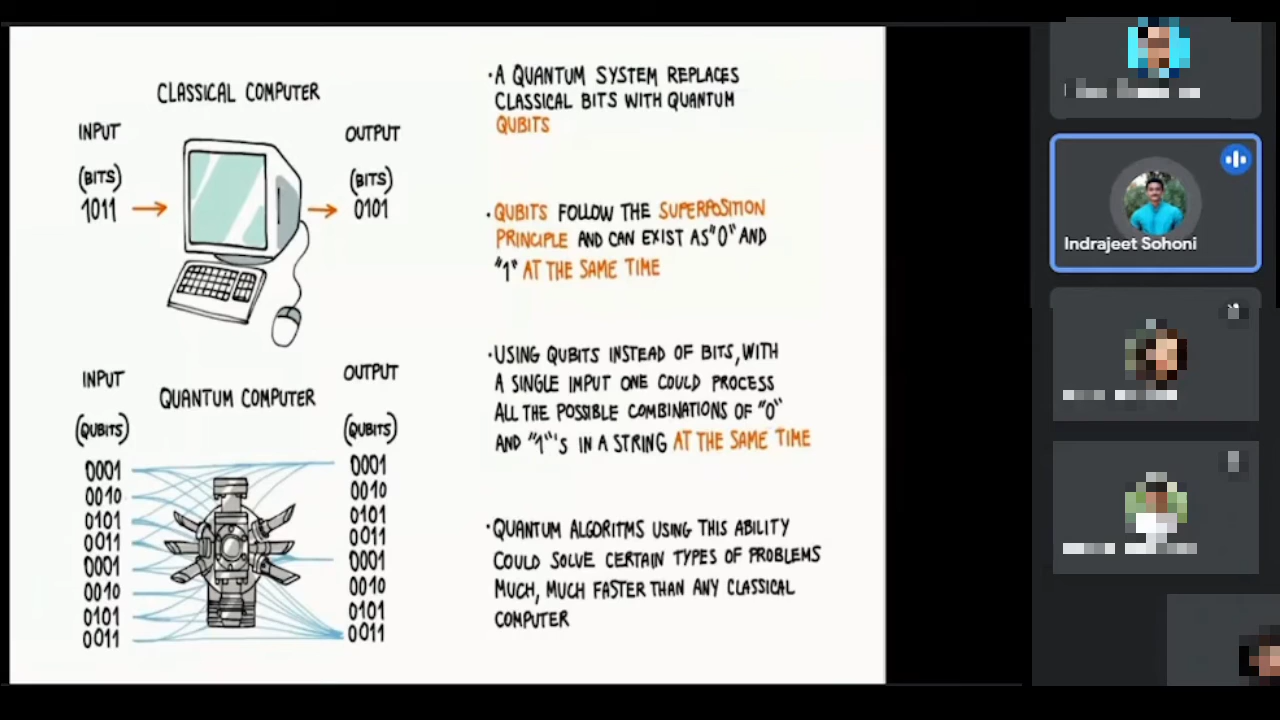 CLASSICAL COMPUTER
INPUT
OUTPUT
(BITS)
(BITS)
1011
0101
INPUT
OUTPUT
QUANTUM COMPUTER
(QUBITS)
(QUBITS)
0001
0001
0010
0010
0101
0101
0011
0011
0001
0001
0010
0010
0101
0101
0011
0011
·A QUANTUM SYSTEM REPLACES
CLASSICAL BITS WITH QUANTUM
QUBITS
·QUBITS FOLLOW THE SUPERPOSITION
PRINCIPLE AND CAN EXIST AS"0" AND
"1" AT THE SAME TIME
·USING QUBITS INSTEAD OF BITS, WITH
A SINGLE IMPUT ONE COULD PROCESS
ALL THE POSSIBLE COMBINATIONS OF "0"
AND "1"'S IN A STRING AT THE SAME TIME
·QUANTUM ALGORITMS USING THIS ABILITY
COULD SOLVE CERTAIN TYPES OF PROBLEMS
MUCH, MUCH FASTER THAN ANY CLASSICAL
COMPUTER
Indrajeet Sohoni